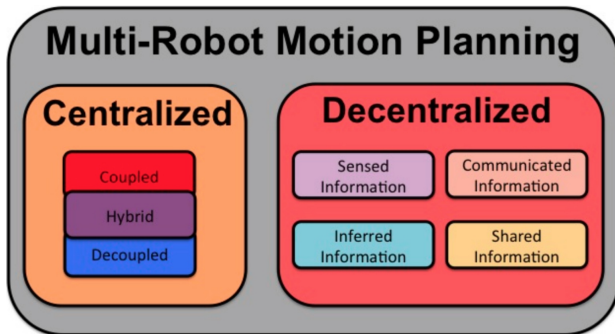 Multi-Robot Motion Planning
Centralized
Coupled
Hybrid
Decoupled
Decentralized
Sensed
Information
Communicated
Information
Inferred
Information
Shared
Information